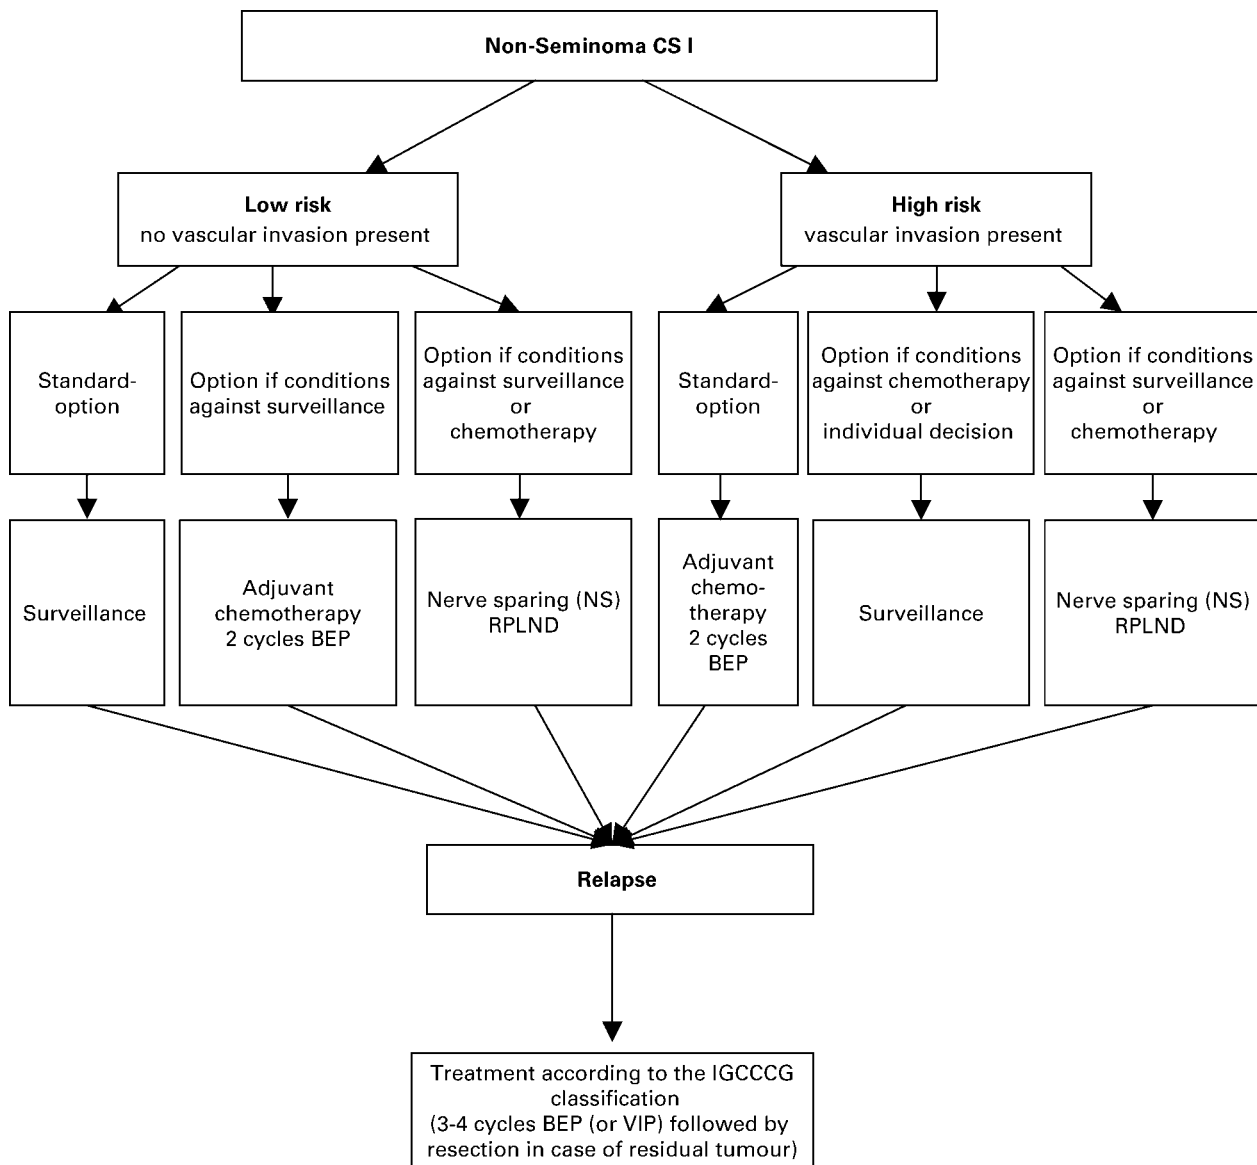 Non-Seminoma CS I
Low risk
no vascular invasion present
High risk
vascular invasion present
Standard-
option
Option if conditions
against surveillance
Option if conditions
against surveillance
or
chemotherapy
Standard-
option
Option if conditions
against chemotherapy
or
individual decision
Option if conditions
against surveillance
or
chemotherapy
Surveillance
Adjuvant
chemotherapy
2 cycles BEP
Nerve sparing (NS)
RPLND
Adjuvant
chemo-
therapy
2 cycles
BEP
Surveillance
Nerve sparing (NS)
RPLND
Relapse
Treatment according to the IGCCCG
classification
(3-4 cycles BEP (or VIP) followed by
resection in case of residual tumour)